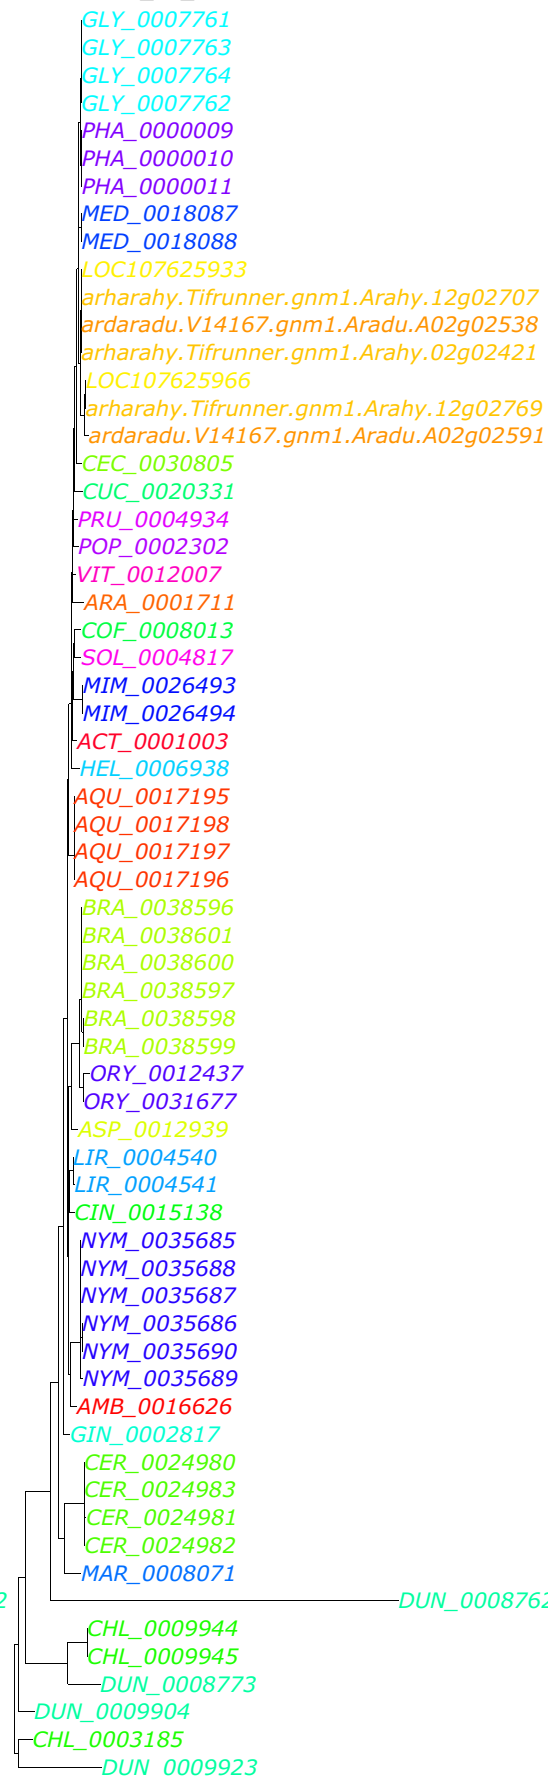 GLY_0007761
GLY_0007763
GLY_0007764
GLY_0007762
PHA_0000009
PHA_0000010
PHA_0000011
MED_0018087
MED_0018088
LOC107625933
arharahy.Tifrunner.gnm1.Arahy.12g02707
ardaradu.V14167.gnm1.Aradu.A02g02538
arharahy.Tifrunner.gnm1.Arahy.02g02421
LOC107625966
arharahy.Tifrunner.gnm1.Arahy.12g02769
ardaradu.V14167.gnm1.Aradu.A02g02591
CEC_0030805
CUC_0020331
PRU_0004934
POP_0002302
VIT_0012007
ARA_0001711
COF_0008013
SOL_0004817
MIM_0026493
MIM_0026494
ACT_0001003
HEL_0006938
AQU_0017195
AQU_0017198
AQU_0017197
AQU_0017196
BRA_0038596
BRA_0038601
BRA_0038600
BRA_0038597
BRA_0038598
BRA_0038599
ORY_0012437
ORY_0031677
ASP_0012939
LIR_0004540
LIR_0004541
CIN_0015138
NYM_0035685
NYM_0035688
NYM_0035687
NYM_0035686
NYM_0035690
NYM_0035689
AMB_0016626
GIN_0002817
CER_0024980
CER_0024983
CER_0024981
CER_0024982
MAR_0008071
2 DUN_0008762
CHL_0009944
CHL_0009945
DUN_0008773
DUN_0009904
CHL_0003185
DUN_0009923